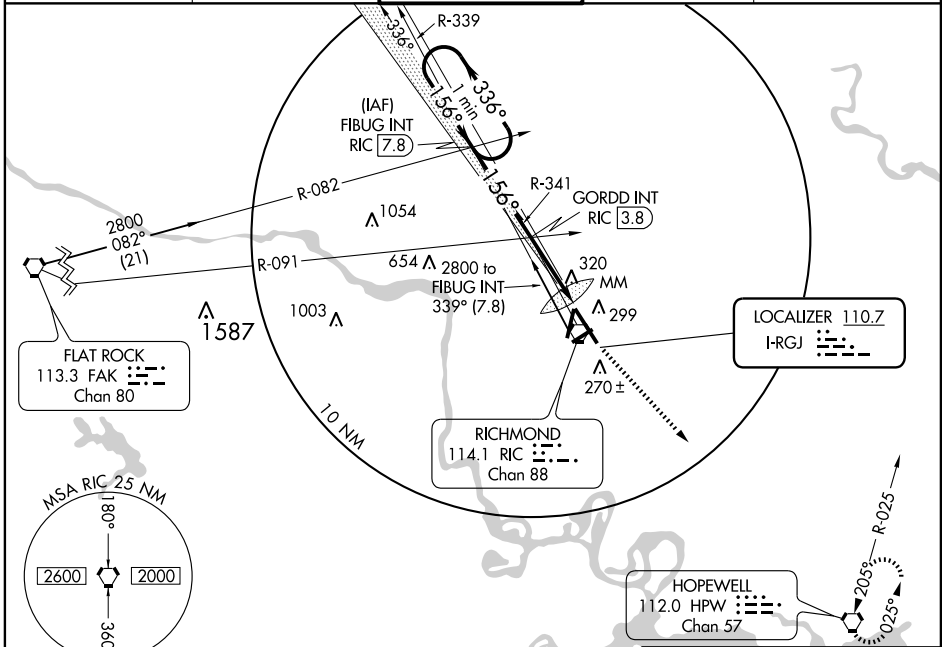 R-339
336°
336°
1 min
156°
(IAF)
FIBUG INT
RIC 7.8
R-082
2800
082°
(21)
1054
156°
R-341
GORDD INT
RIC 3.8
R-091
654
2800 to
FIBUG INT
339° (7.8)
320
MM
299
1587
1003
LOCALIZER 110.7
I-RGJ
FLAT ROCK
113.3 FAK
Chan 80
270 ±
10 NM
RICHMOND
114.1 RIC
Chan 88
MSA RIC 25 NM
180°
2600
2000
360°
R-025
205°
025°
HOPEWELL
112.0 HPW
Chan 57